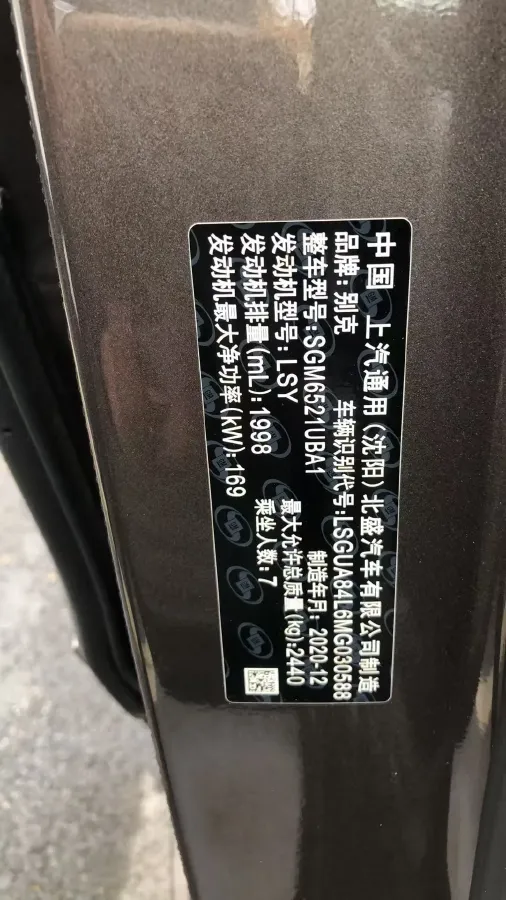 中国 上汽通用(沈阳)北盛汽车有限公司制造
品牌:别克 车辆识别代号:LSGUA84L6MG030588
整车型号:SGM6521UBA1 制造年月:2020-12
发动机型号:LSY 最大允许总质量(kg):2440
发动机排量(mL):1998 乘坐人数:7
发动机最大净功率(kW):169